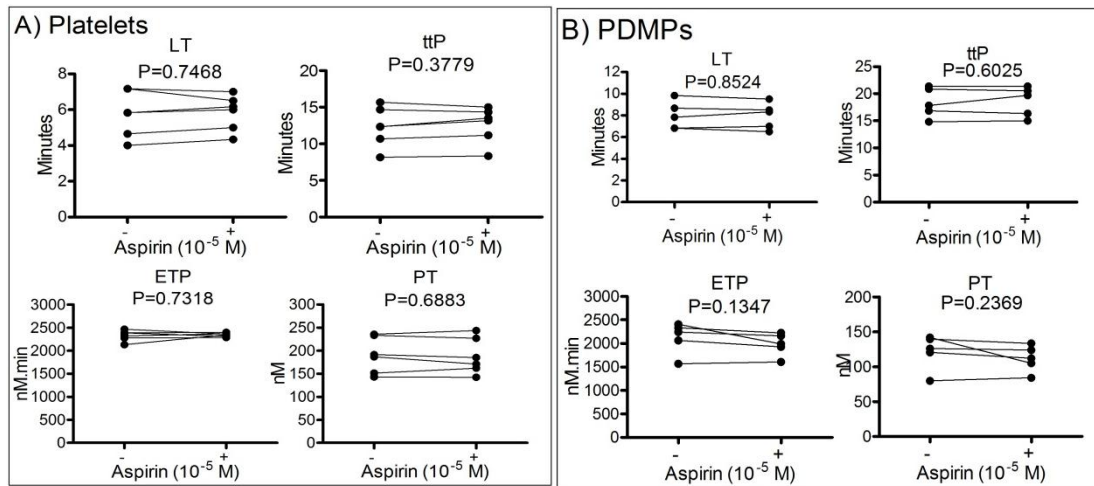 A) Platelets
LT
P=0.7468
Minutes
8
6
4
2
0
- +
Aspirin (10⁻⁵ M)
ttP
P=0.3779
Minutes
20
15
10
5
0
- +
Aspirin (10⁻⁵ M)
ETP
P=0.7318
nM.min
3000
2500
2000
1500
1000
500
0
- +
Aspirin (10⁻⁵ M)
PT
P=0.6883
nM
300
250
200
150
100
50
0
- +
Aspirin (10⁻⁵ M)
B) PDMPs
LT
P=0.8524
Minutes
12
10
8
6
4
2
0
- +
Aspirin (10⁻⁵ M)
ttP
P=0.6025
Minutes
25
20
15
10
5
0
- +
Aspirin (10⁻⁵ M)
ETP
P=0.1347
nM.min
3000
2500
2000
1500
1000
500
0
- +
Aspirin (10⁻⁵ M)
PT
P=0.2369
nM
200
150
100
50
0
- +
Aspirin (10⁻⁵ M)